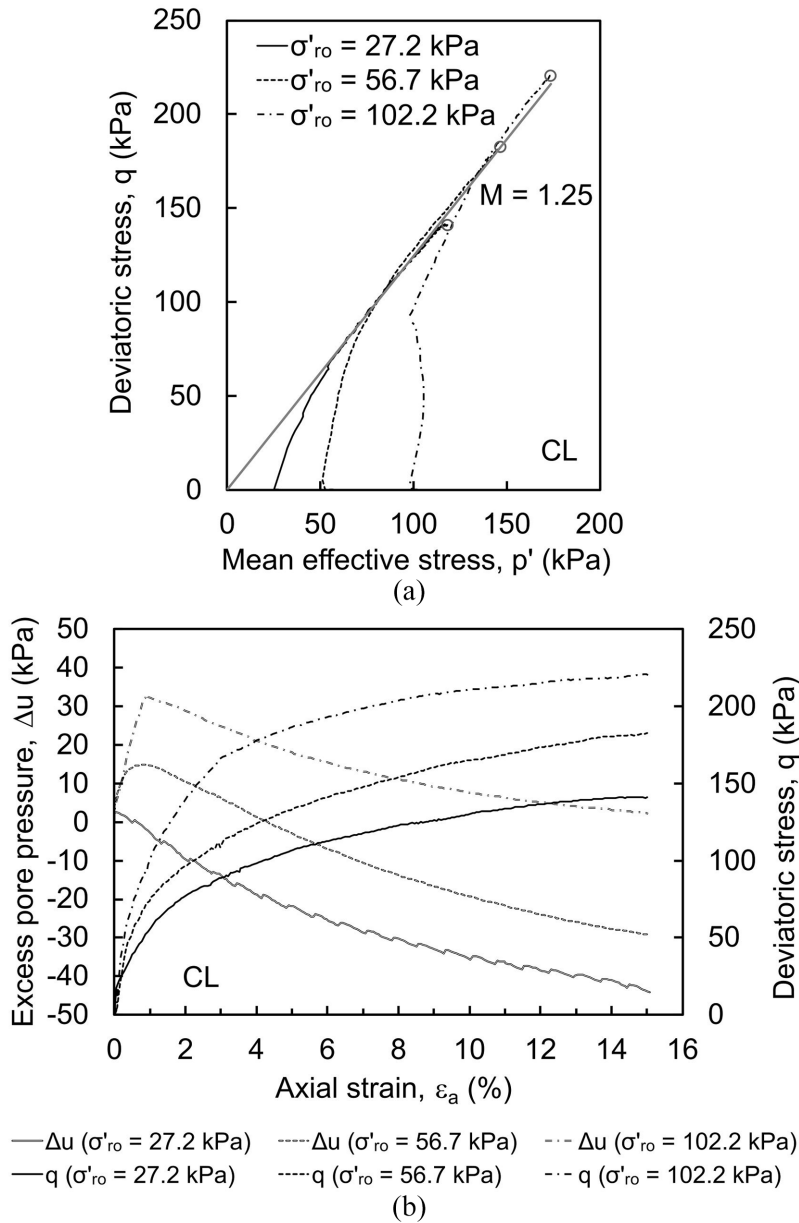 250
200
150
100
50
0
Deviatoric stress, q (kPa)
σ'ro = 27.2 kPa
σ'ro = 56.7 kPa
σ'ro = 102.2 kPa
M = 1.25
CL
0 50 100 150 200
Mean effective stress, p' (kPa)
(a)
50
40
30
20
10
0
-10
-20
-30
-40
-50
Excess pore pressure, Δu (kPa)
250
200
150
100
50
0
Deviatoric stress, q (kPa)
CL
0 2 4 6 8 10 12 14 16
Axial strain, εa (%)
Δu (σ'ro = 27.2 kPa) Δu (σ'ro = 56.7 kPa) Δu (σ'ro = 102.2 kPa)
q (σ'ro = 27.2 kPa) q (σ'ro = 56.7 kPa) q (σ'ro = 102.2 kPa)
(b)